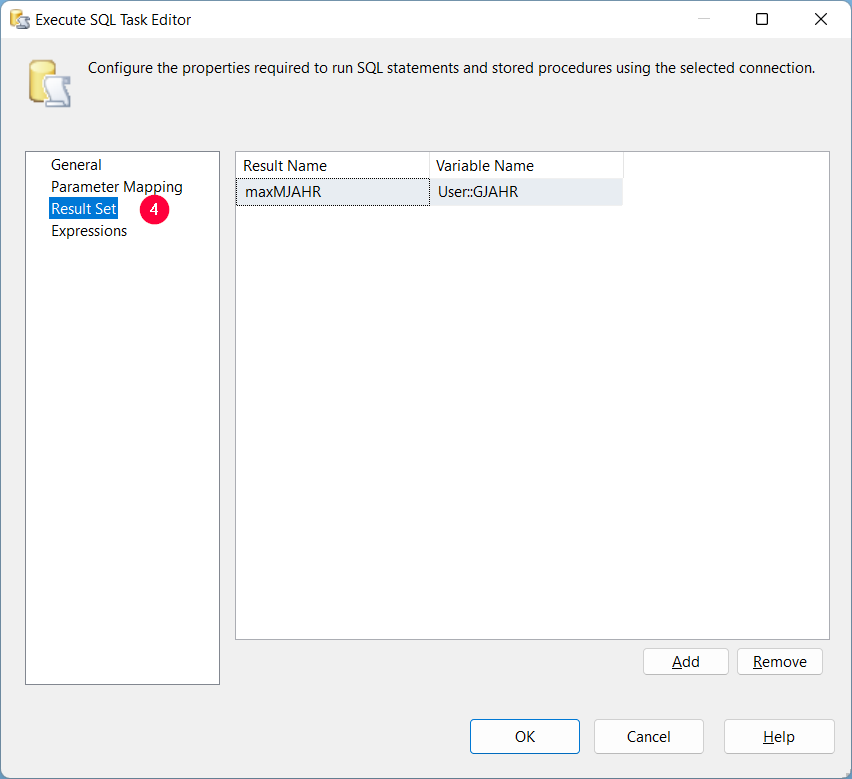 Execute SQL Task Editor
Configure the properties required to run SQL statements and stored procedures using the selected connection.
General
Parameter Mapping
Result Set
4
Expressions
Result Name Variable Name
maxMJAHR User::GJAHR
Add Remove
OK Cancel Help